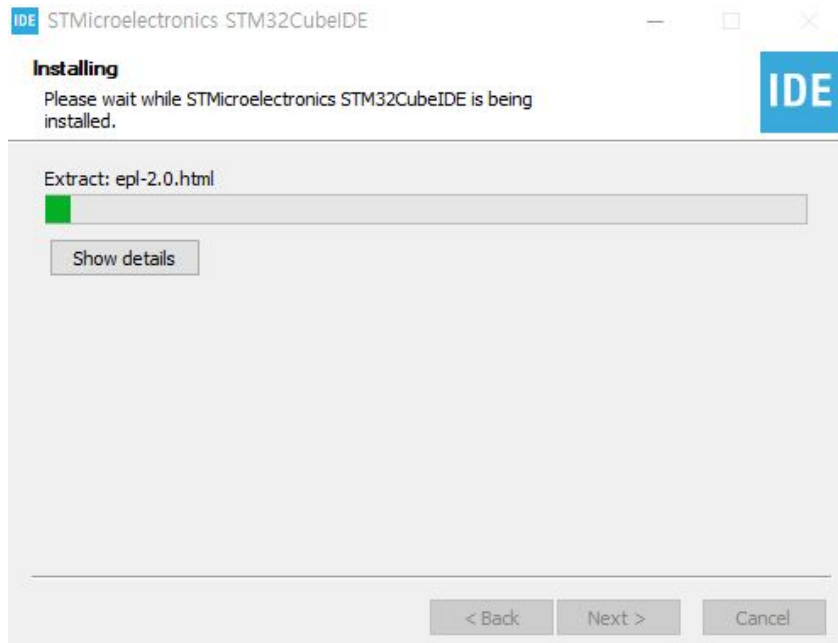 IDE STMicroelectronics STM32CubeIDE
Installing
Please wait while STMicroelectronics STM32CubeIDE is being
installed.
IDE
Extract: epl-2.0.html
Show details
< Back Next > Cancel